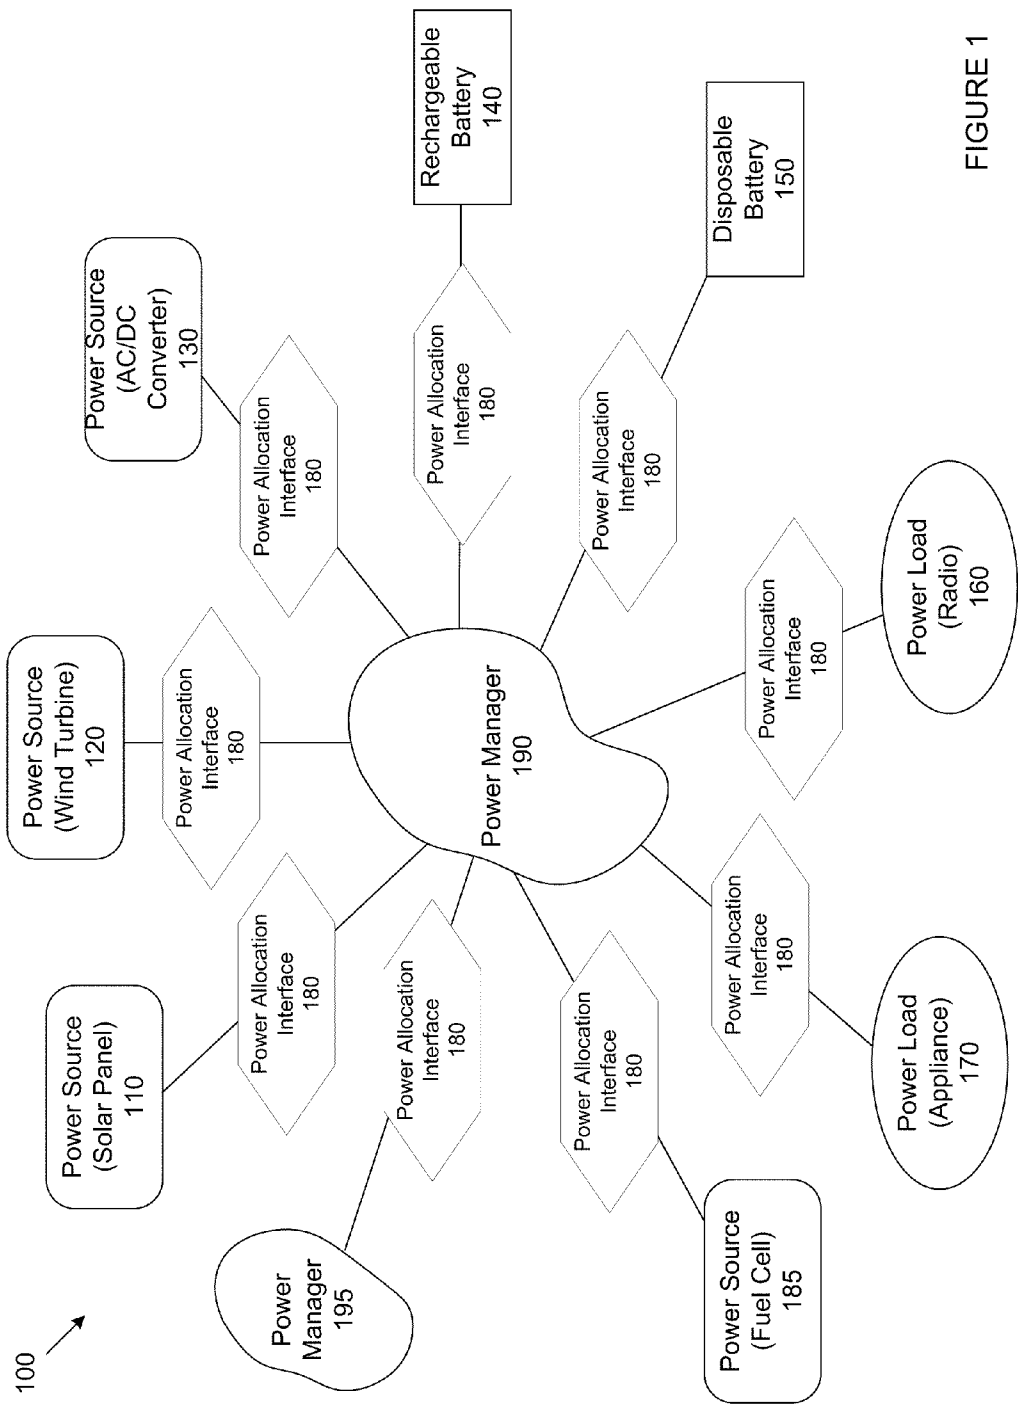 100
Power Source
(Solar Panel)
110
Power Source
(Wind Turbine)
120
Power Source
(AC/DC
Converter)
130
Power Allocation
Interface
180
Power Allocation
Interface
180
Power Allocation
Interface
180
Power
Manager
195
Power Allocation
Interface
180
Power Manager
190
Power Allocation
Interface
180
Rechargeable
Battery
140
Power Allocation
Interface
180
Power Allocation
Interface
180
Disposable
Battery
150
Power Source
(Fuel Cell)
185
Power Allocation
Interface
180
Power Allocation
Interface
180
Power Load
(Appliance)
170
Power Load
(Radio)
160
FIGURE 1